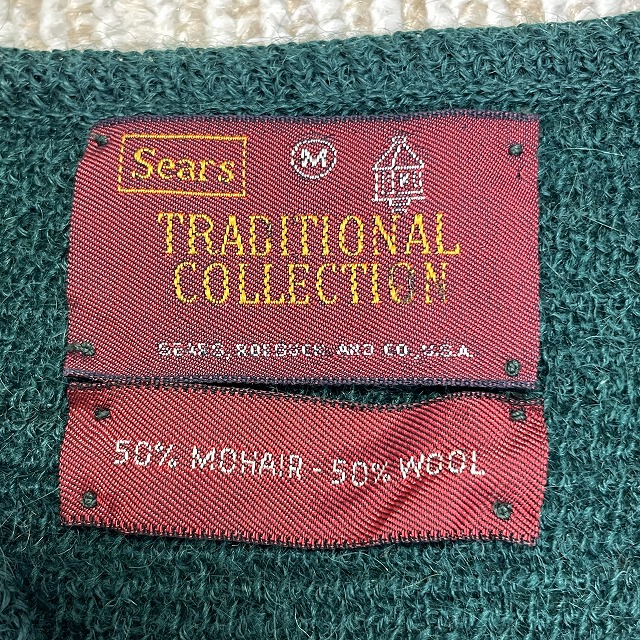 Sears M
TRADITIONAL
COLLECTION
SEARS, ROEBUCK AND CO., U.S.A.
50% MOHAIR - 50% WOOL